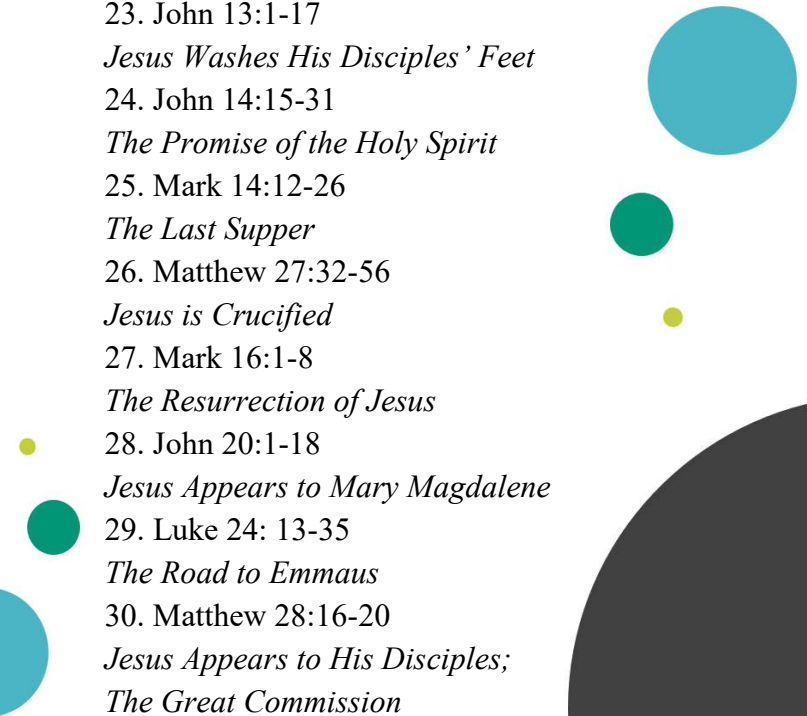 23. John 13:1-17
Jesus Washes His Disciples’ Feet
24. John 14:15-31
The Promise of the Holy Spirit
25. Mark 14:12-26
The Last Supper
26. Matthew 27:32-56
Jesus is Crucified
27. Mark 16:1-8
The Resurrection of Jesus
28. John 20:1-18
Jesus Appears to Mary Magdalene
29. Luke 24: 13-35
The Road to Emmaus
30. Matthew 28:16-20
Jesus Appears to His Disciples;
The Great Commission